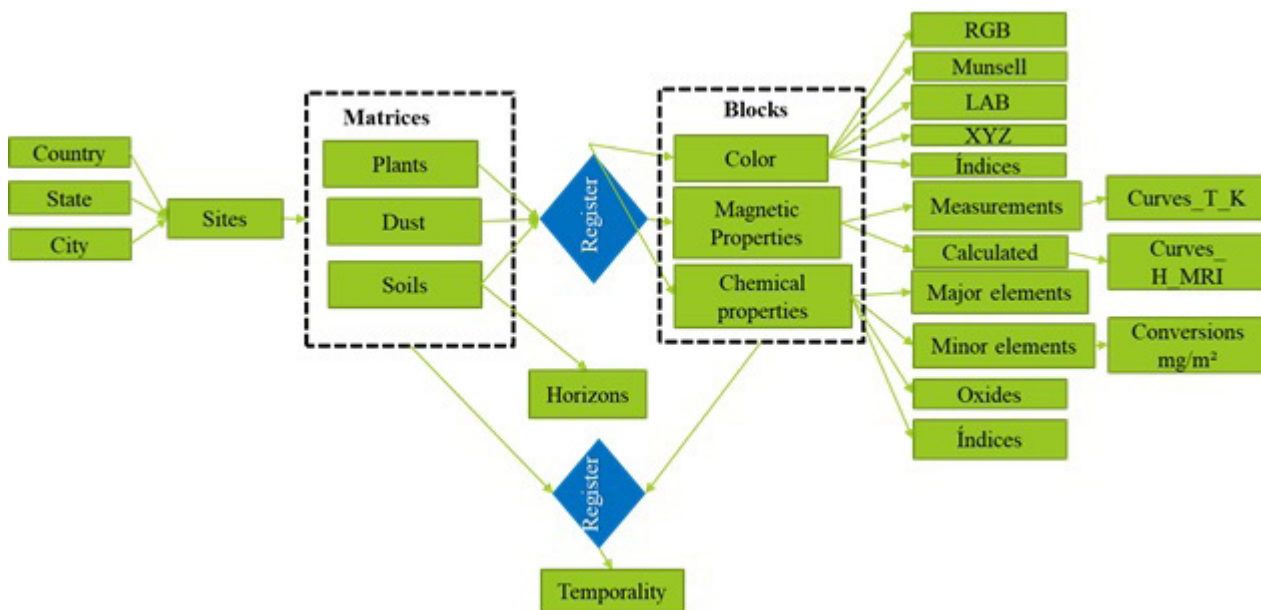 Country
State
City
Sites
Matrices
Plants
Dust
Soils
Horizons
Register
Register
Temporality
Blocks
Color
Magnetic
Properties
Chemical
properties
RGB
Munsell
LAB
XYZ
Índices
Measurements
Calculated
Major elements
Minor elements
Oxides
Índices
Curves_T_K
Curves_
H_MRI
Conversions
mg/m²